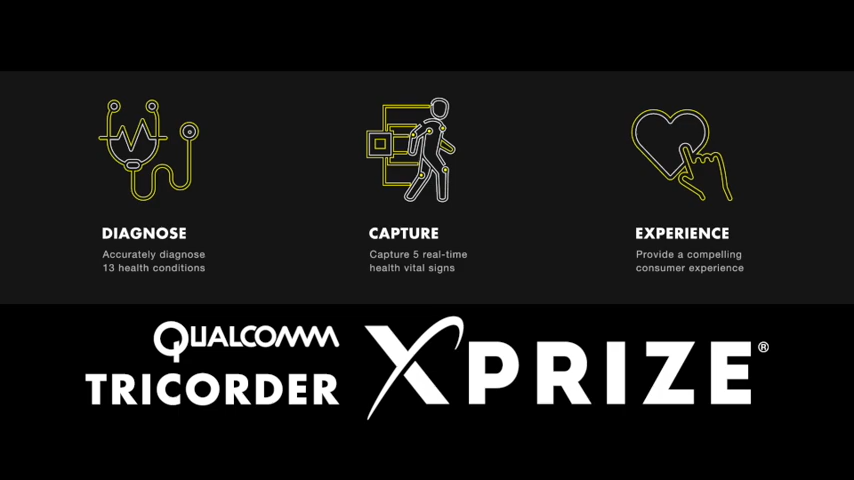 DIAGNOSE
Accurately diagnose
13 health conditions
CAPTURE
Capture 5 real-time
health vital signs
EXPERIENCE
Provide a compelling
consumer experience
QUALCOMM
TRICORDER
XPRIZE®